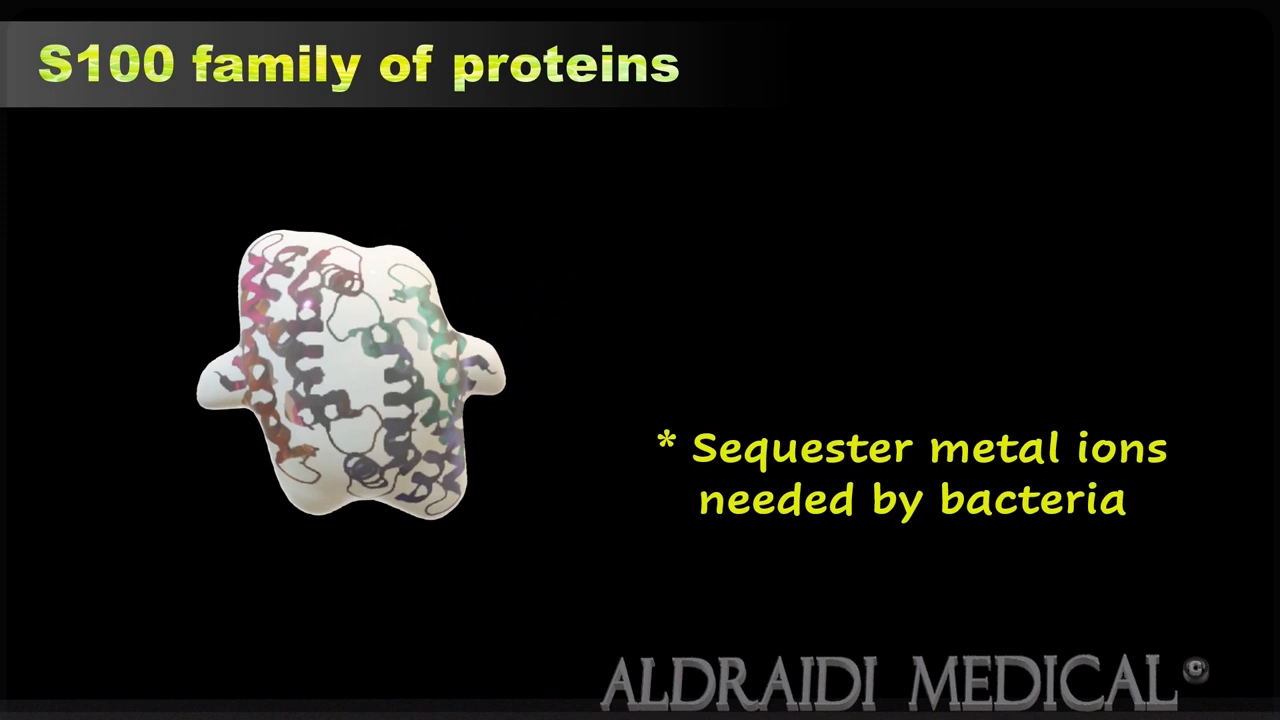 S100 family of proteins
* Sequester metal ions
needed by bacteria
ALDRAIDI MEDICAL ©